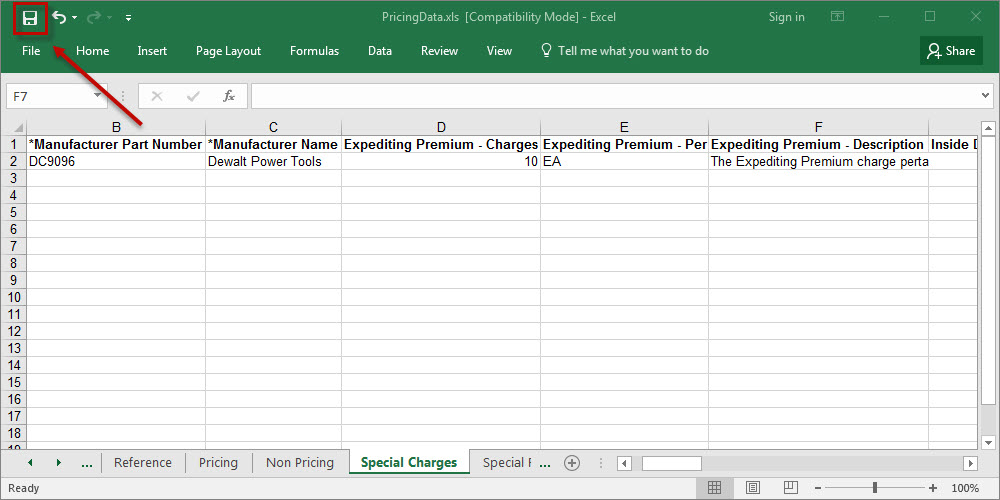 PricingData.xls [Compatibility Mode] - Excel
Sign in
File Home Insert Page Layout Formulas Data Review View Tell me what you want to do Share
F7 fx
B C D E F
1 *Manufacturer Part Number *Manufacturer Name Expediting Premium - Charges Expediting Premium - Per Expediting Premium - Description Inside D
2 DC9096 Dewalt Power Tools 10 EA The Expediting Premium charge perta
3
4
5
6
7
8
9
10
11
12
13
14
15
16
17
18
... Reference Pricing Non Pricing Special Charges Special F ...
Ready 100%